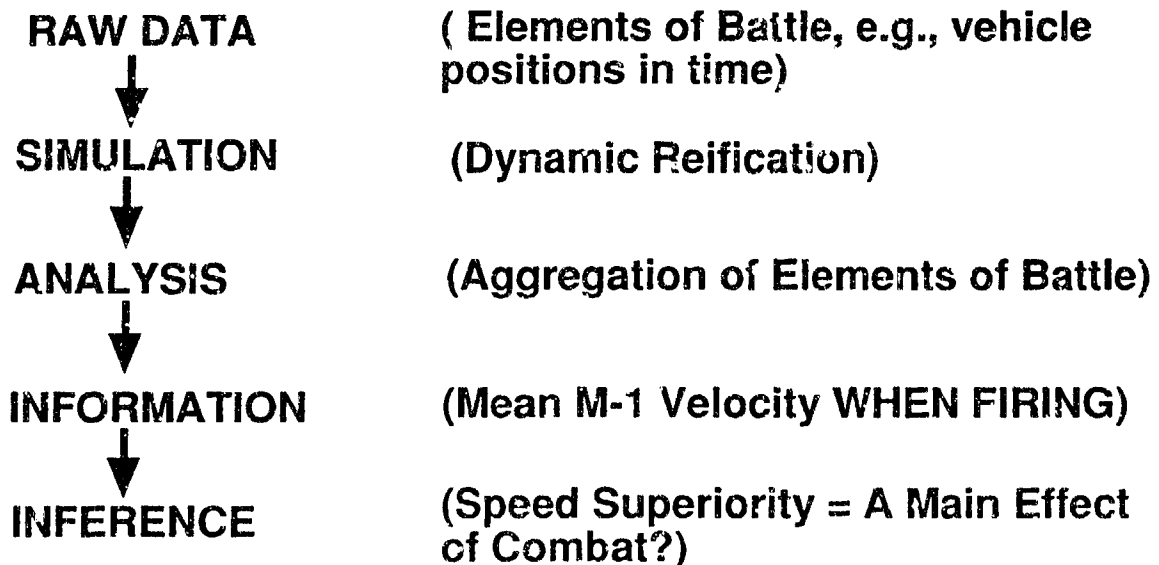 RAW DATA ( Elements of Battle, e.g., vehicle
positions in time)
SIMULATION (Dynamic Reification)
ANALYSIS (Aggregation of Elements of Battle)
INFORMATION (Mean M-1 Velocity WHEN FIRING)
INFERENCE (Speed Superiority = A Main Effect
of Combat?)